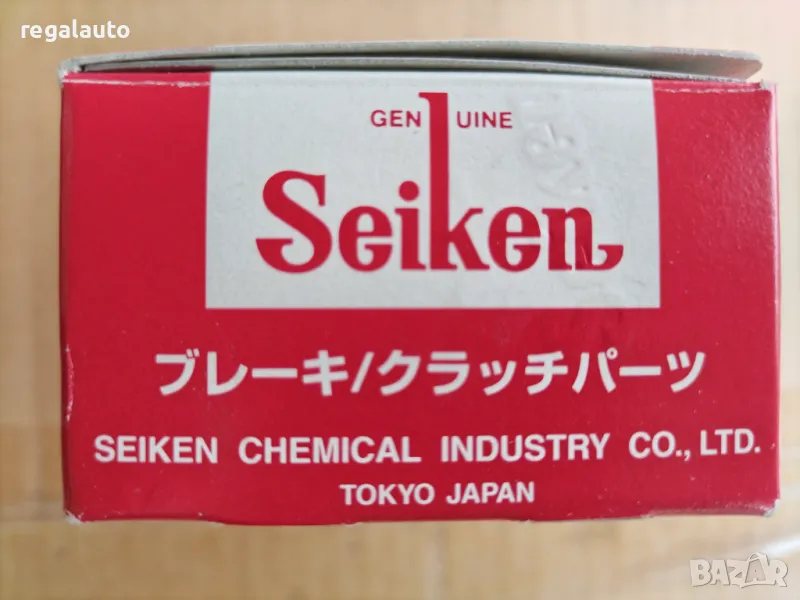 regalauto
GENUINE
Seiken
ブレーキ/クラッチパーツ
SEIKEN CHEMICAL INDUSTRY CO., LTD.
TOKYO JAPAN
BAZAR